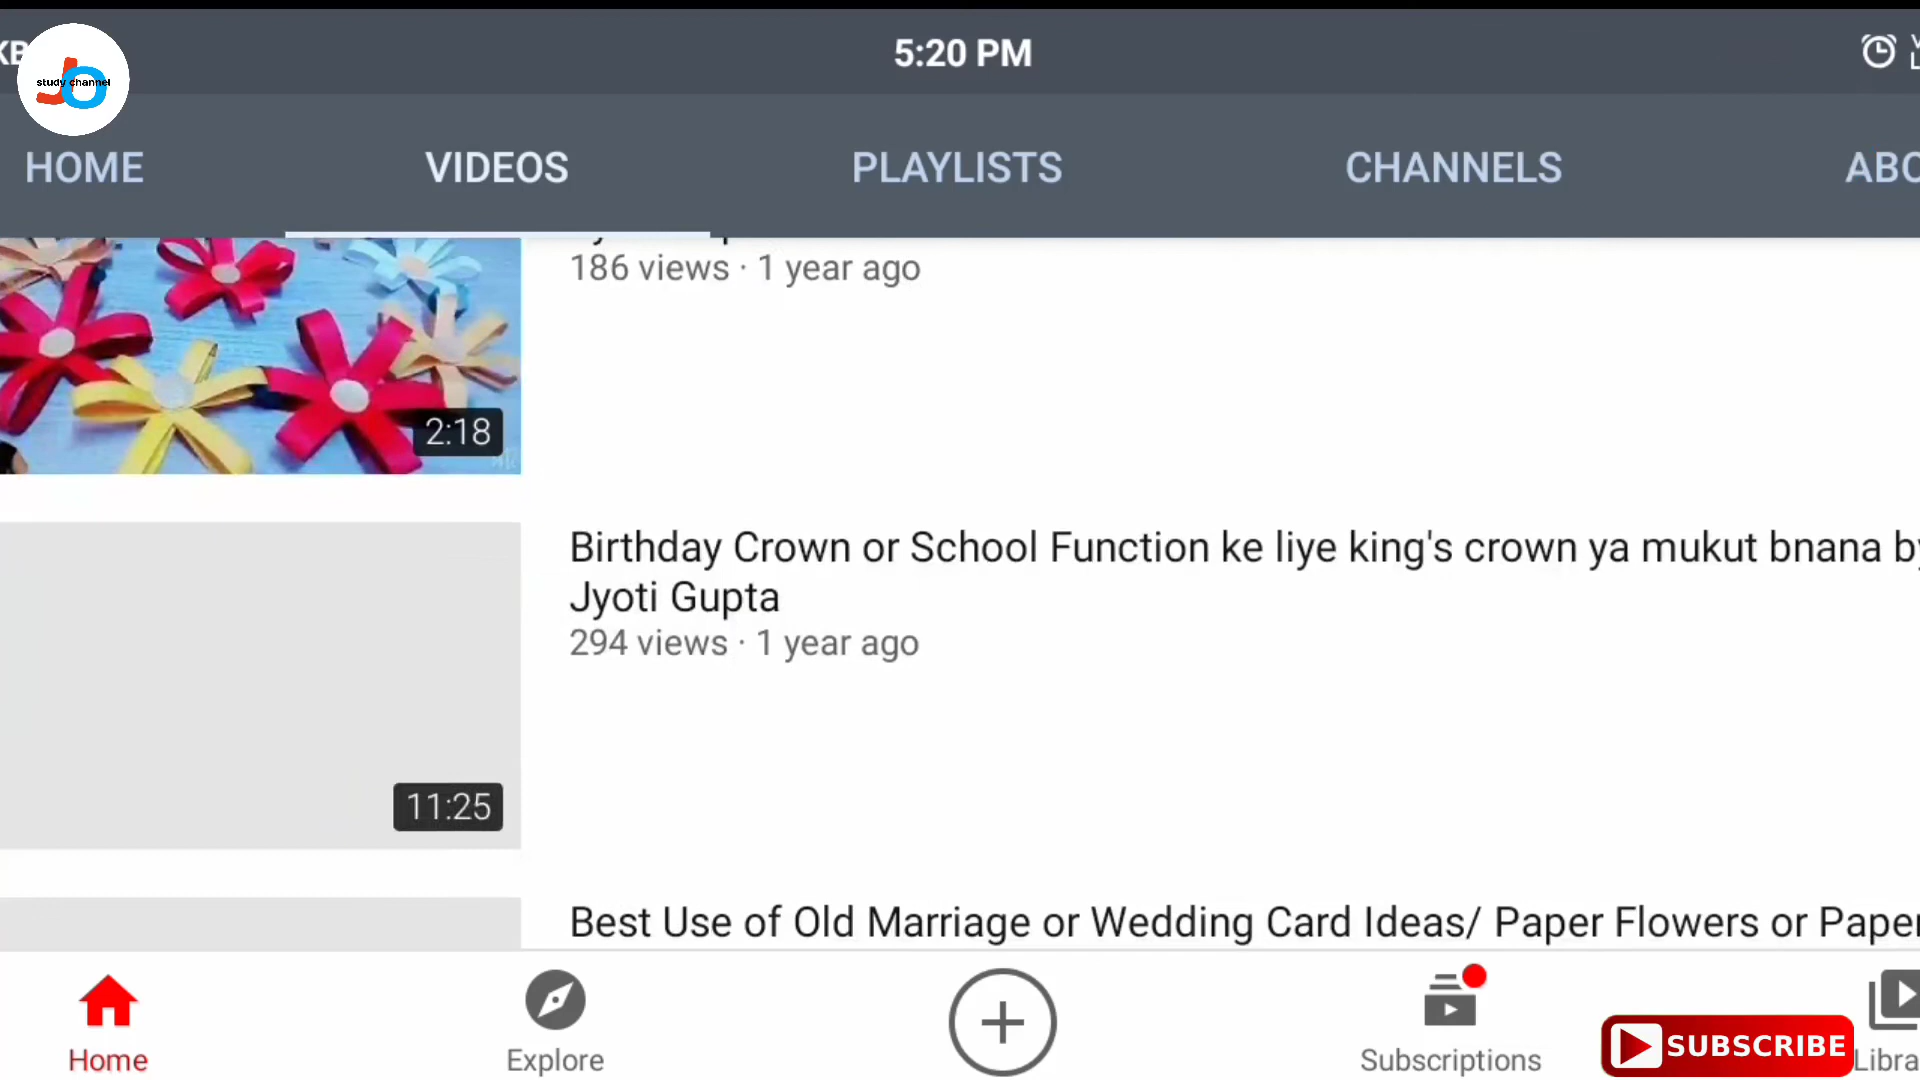 5:20 PM
study channel
HOME VIDEOS PLAYLISTS CHANNELS
186 views · 1 year ago
2:18
Birthday Crown or School Function ke liye king's crown ya mukut bnana by
Jyoti Gupta
294 views · 1 year ago
11:25
Best Use of Old Marriage or Wedding Card Ideas/ Paper Flowers or Paper
Home Explore Subscriptions
SUBSCRIBE